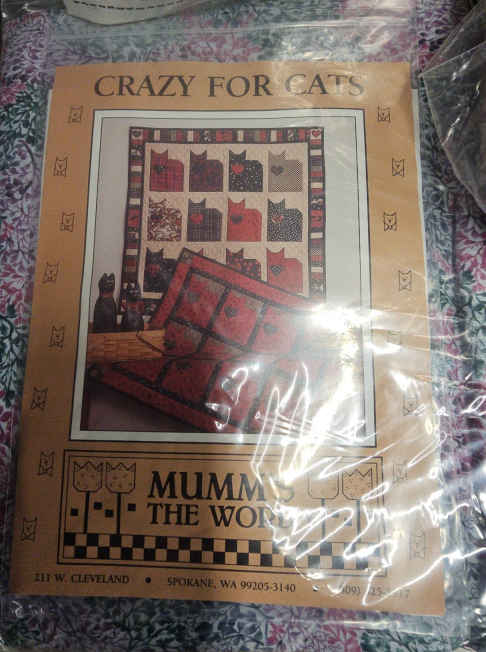 CRAZY FOR CATS
MUMM'S
THE WORD
211 W. CLEVELAND • SPOKANE, WA 99205-3140 •